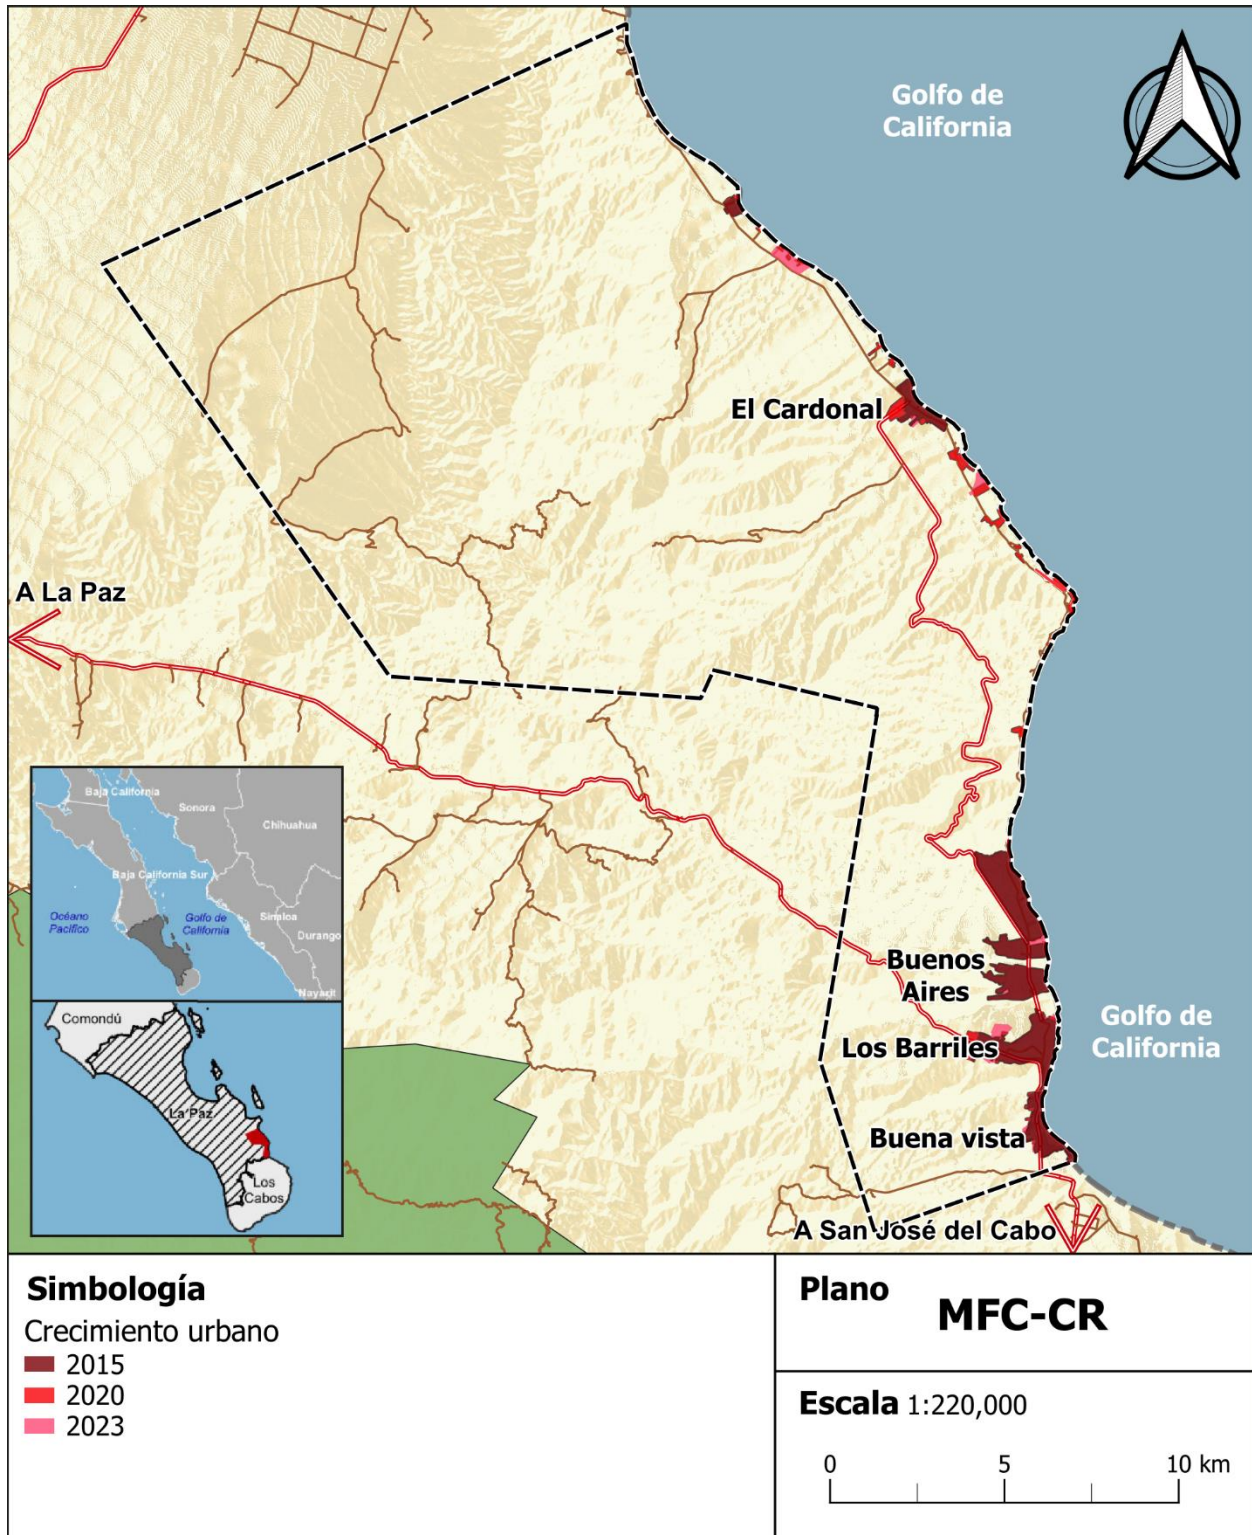 Golfo de
California
El Cardonal
A La Paz
Baja California
Sonora
Chihuahua
Baja California Sur
Sinaloa
Durango
Océano
Pacífico
Golfo de
California
Nayarit
Comondú
La Paz
Los
Cabos
Buenos
Aires
Golfo de
California
Los Barriles
Buena vista
A San José del Cabo
Simbología
Crecimiento urbano
2015
2020
2023
Plano
MFC-CR
Escala 1:220,000
0 5 10 km